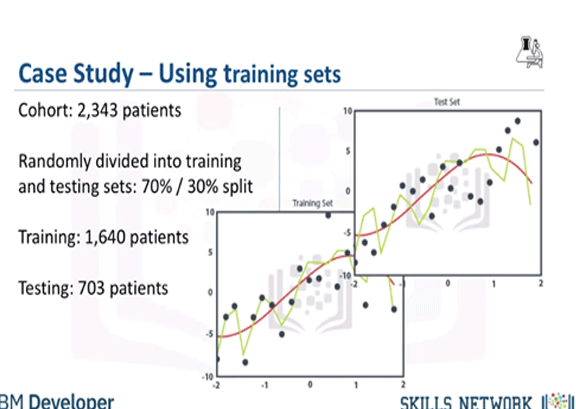 Case Study – Using training sets
Cohort: 2,343 patients
Randomly divided into training
and testing sets: 70% / 30% split
Training: 1,640 patients
Testing: 703 patients
Test Set
10
5
0
-5
-10
-2
-1
0
1
2
Training Set
10
5
0
-5
-10
-2
-1
0
1
2
BM Developer
SKILLS NETWORK